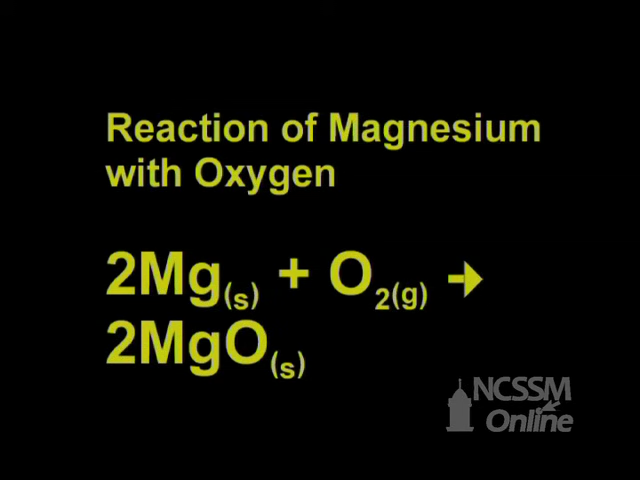 Reaction of Magnesium
with Oxygen
2Mg(s) + O2(g) →
2MgO(s)
NCSSM
Online